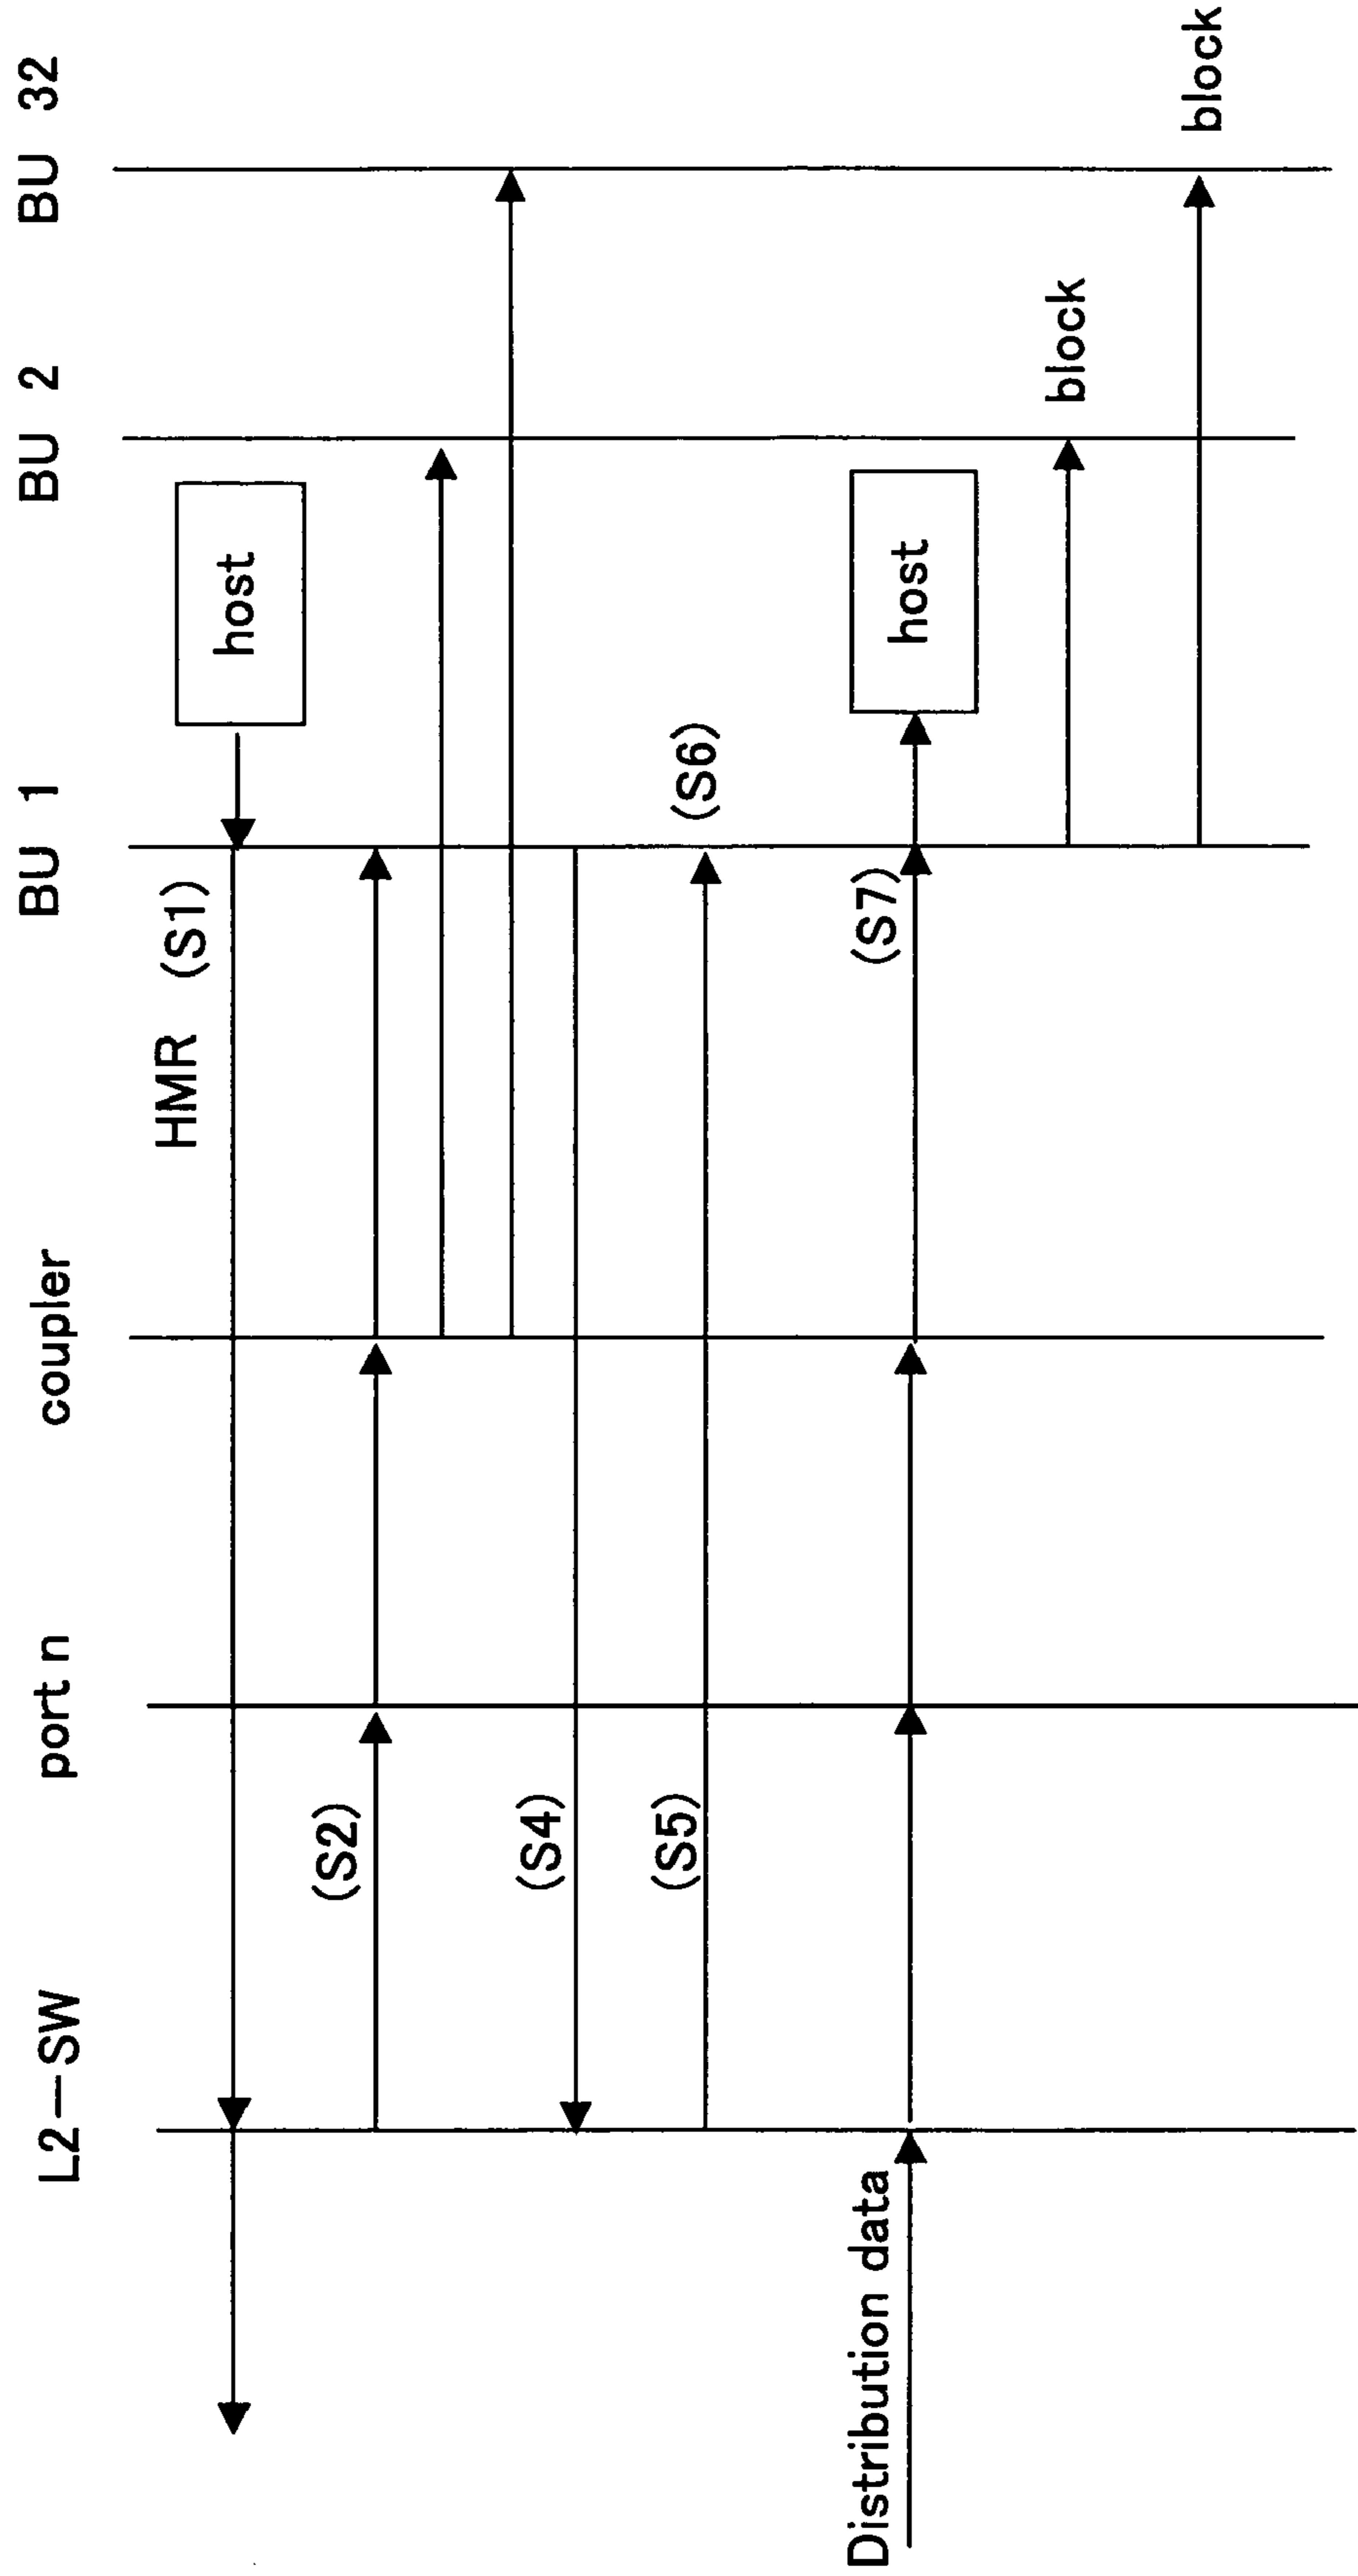 L2—SW
port n
coupler
BU 1
BU 2
BU 32
HMR (S1)
host
(S2)
(S4)
(S5)
(S6)
Distribution data
(S7)
host
block
block